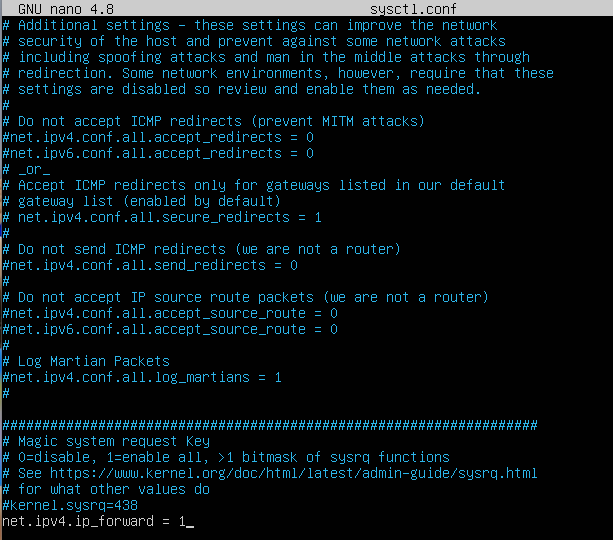 GNU nano 4.8 sysctl.conf
# Additional settings - these settings can improve the network
# security of the host and prevent against some network attacks
# including spoofing attacks and man in the middle attacks through
# redirection. Some network environments, however, require that these
# settings are disabled so review and enable them as needed.
#
# Do not accept ICMP redirects (prevent MITM attacks)
#net.ipv4.conf.all.accept_redirects = 0
#net.ipv6.conf.all.accept_redirects = 0
# _or_
# Accept ICMP redirects only for gateways listed in our default
# gateway list (enabled by default)
# net.ipv4.conf.all.secure_redirects = 1
#
# Do not send ICMP redirects (we are not a router)
#net.ipv4.conf.all.send_redirects = 0
#
# Do not accept IP source route packets (we are not a router)
#net.ipv4.conf.all.accept_source_route = 0
#net.ipv6.conf.all.accept_source_route = 0
#
# Log Martian Packets
#net.ipv4.conf.all.log_martians = 1
#

###################################################################
# Magic system request Key
# 0=disable, 1=enable all, >1 bitmask of sysrq functions
# See https://www.kernel.org/doc/html/latest/admin-guide/sysrq.html
# for what other values do
#kernel.sysrq=438
net.ipv4.ip_forward = 1_